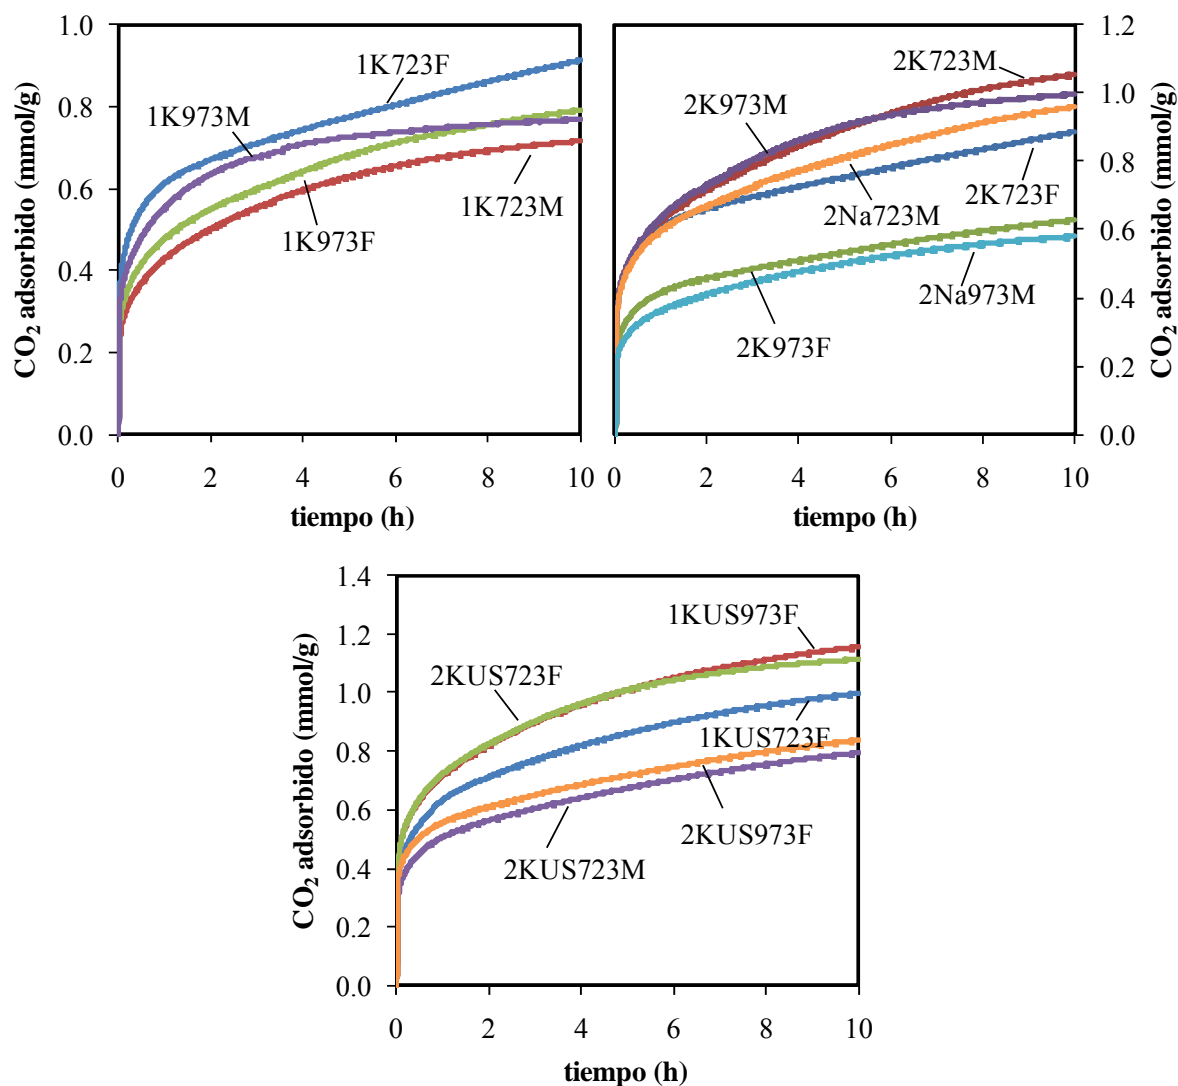 CO₂ adsorbido (mmol/g)
1.0
0.8
0.6
0.4
0.2
0.0
1K723F
1K973M
1K723M
1K973F
0 2 4 6 8 10
tiempo (h)
2K723M
2K973M
2K723F
2Na723M
2Na973M
2K973F
1.2
1.0
0.8
0.6
0.4
0.2
0.0
CO₂ adsorbido (mmol/g)
0 2 4 6 8 10
tiempo (h)
CO₂ adsorbido (mmol/g)
1.4
1.2
1.0
0.8
0.6
0.4
0.2
0.0
1KUS973F
2KUS723F
1KUS723F
2KUS973F
2KUS723M
0 2 4 6 8 10
tiempo (h)